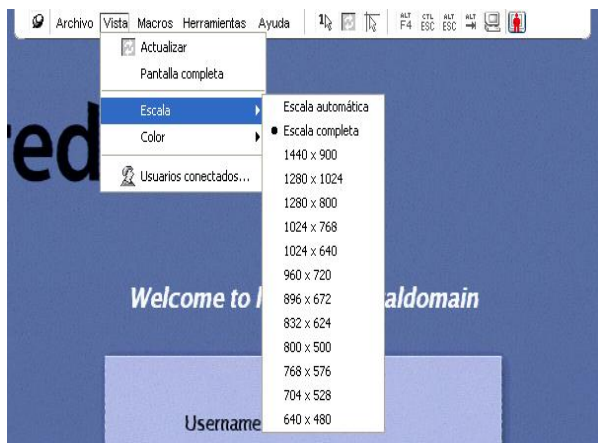 Archivo Vista Macros Herramientas Ayuda 1 ALT F4 CTL ESC ALT ESC ALT
Actualizar
Pantalla completa
Escala
Color
Usuarios conectados...
Escala automática
Escala completa
1440 x 900
1280 x 1024
1280 x 800
1024 x 768
1024 x 640
960 x 720
896 x 672
832 x 624
800 x 500
768 x 576
704 x 528
640 x 480
ed
Welcome to l aldomain
Username